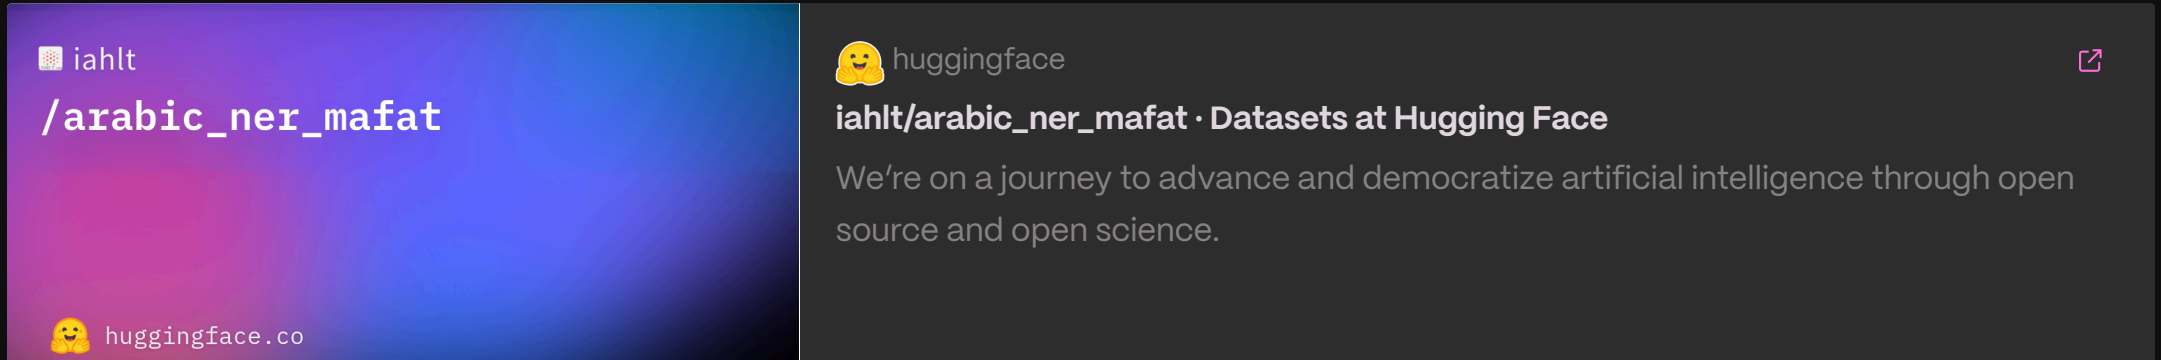 iahlt
/arabic_ner_mafat
huggingface.co
huggingface
iahlt/arabic_ner_mafat · Datasets at Hugging Face
We’re on a journey to advance and democratize artificial intelligence through open
source and open science.